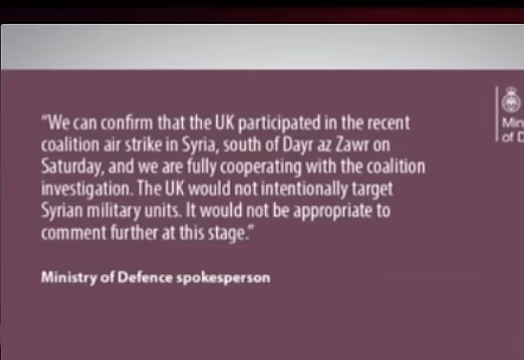 "We can confirm that the UK participated in the recent
coalition air strike in Syria, south of Dayr az Zawr on
Saturday, and we are fully cooperating with the coalition
investigation. The UK would not intentionally target
Syrian military units. It would not be appropriate to
comment further at this stage."
Ministry of Defence spokesperson
Min
of D